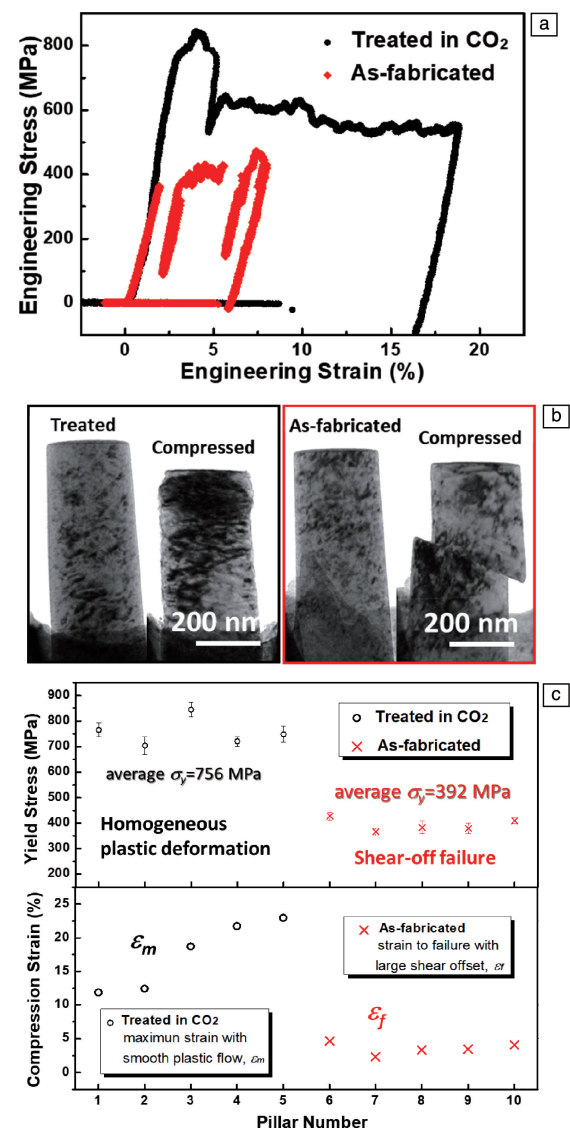 a
Treated in CO2
As-fabricated
800
600
400
200
0
Engineering Stress (MPa)
0 5 10 15 20
Engineering Strain (%)
b
Treated
Compressed
200 nm
As-fabricated
Compressed
200 nm
c
900
800
700
600
500
400
300
200
Yield Stress (MPa)
Treated in CO2
As-fabricated
average σy=756 MPa
average σy=392 MPa
Homogeneous
plastic deformation
Shear-off failure
25
20
15
10
5
0
Compression Strain (%)
εm
As-fabricated
strain to failure with
large shear offset, εf
εf
Treated in CO2
maximun strain with
smooth plastic flow, εm
1 2 3 4 5 6 7 8 9 10
Pillar Number